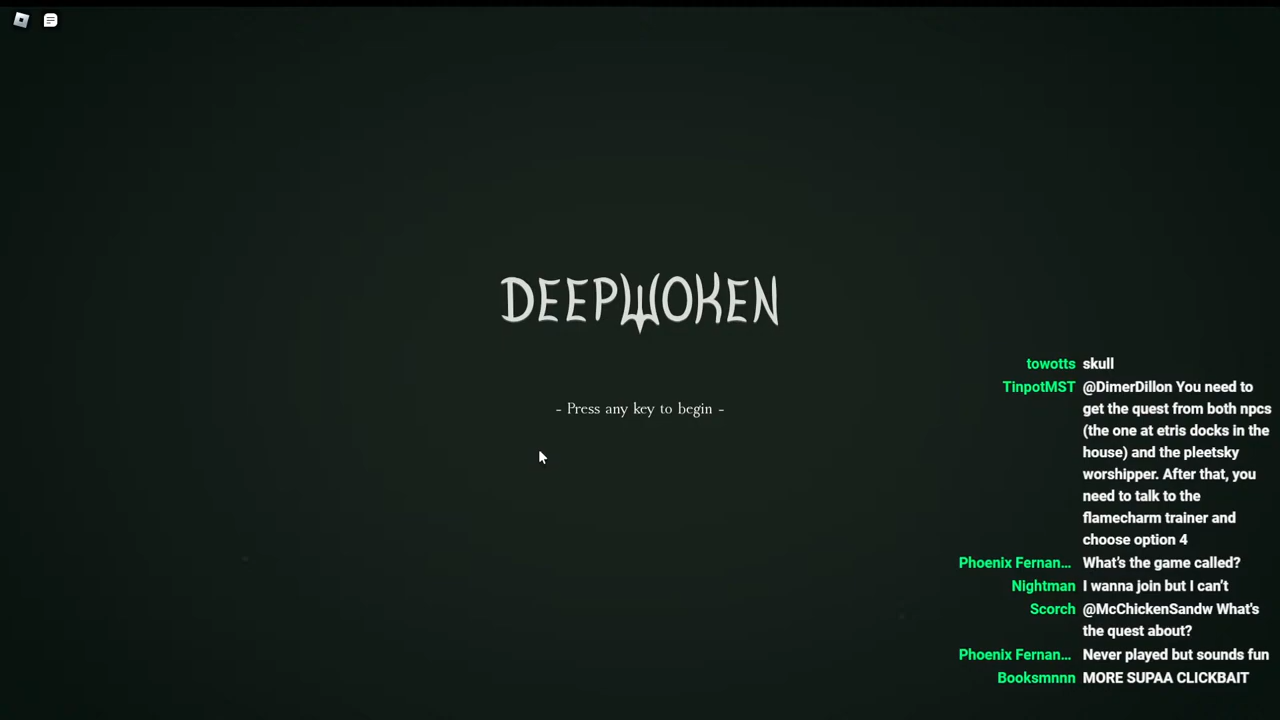 DEEPWOKEN
- Press any key to begin -
towotts skull
TinpotMST @DimerDillon You need to
get the quest from both npcs
(the one at etris docks in the
house) and the pleetsky
worshipper. After that, you
need to talk to the
flamecharm trainer and
choose option 4
Phoenix Fernan... What's the game called?
Nightman I wanna join but I can't
Scorch @McChickenSandw What's
the quest about?
Phoenix Fernan... Never played but sounds fun
Booksmnnn MORE SUPAA CLICKBAIT